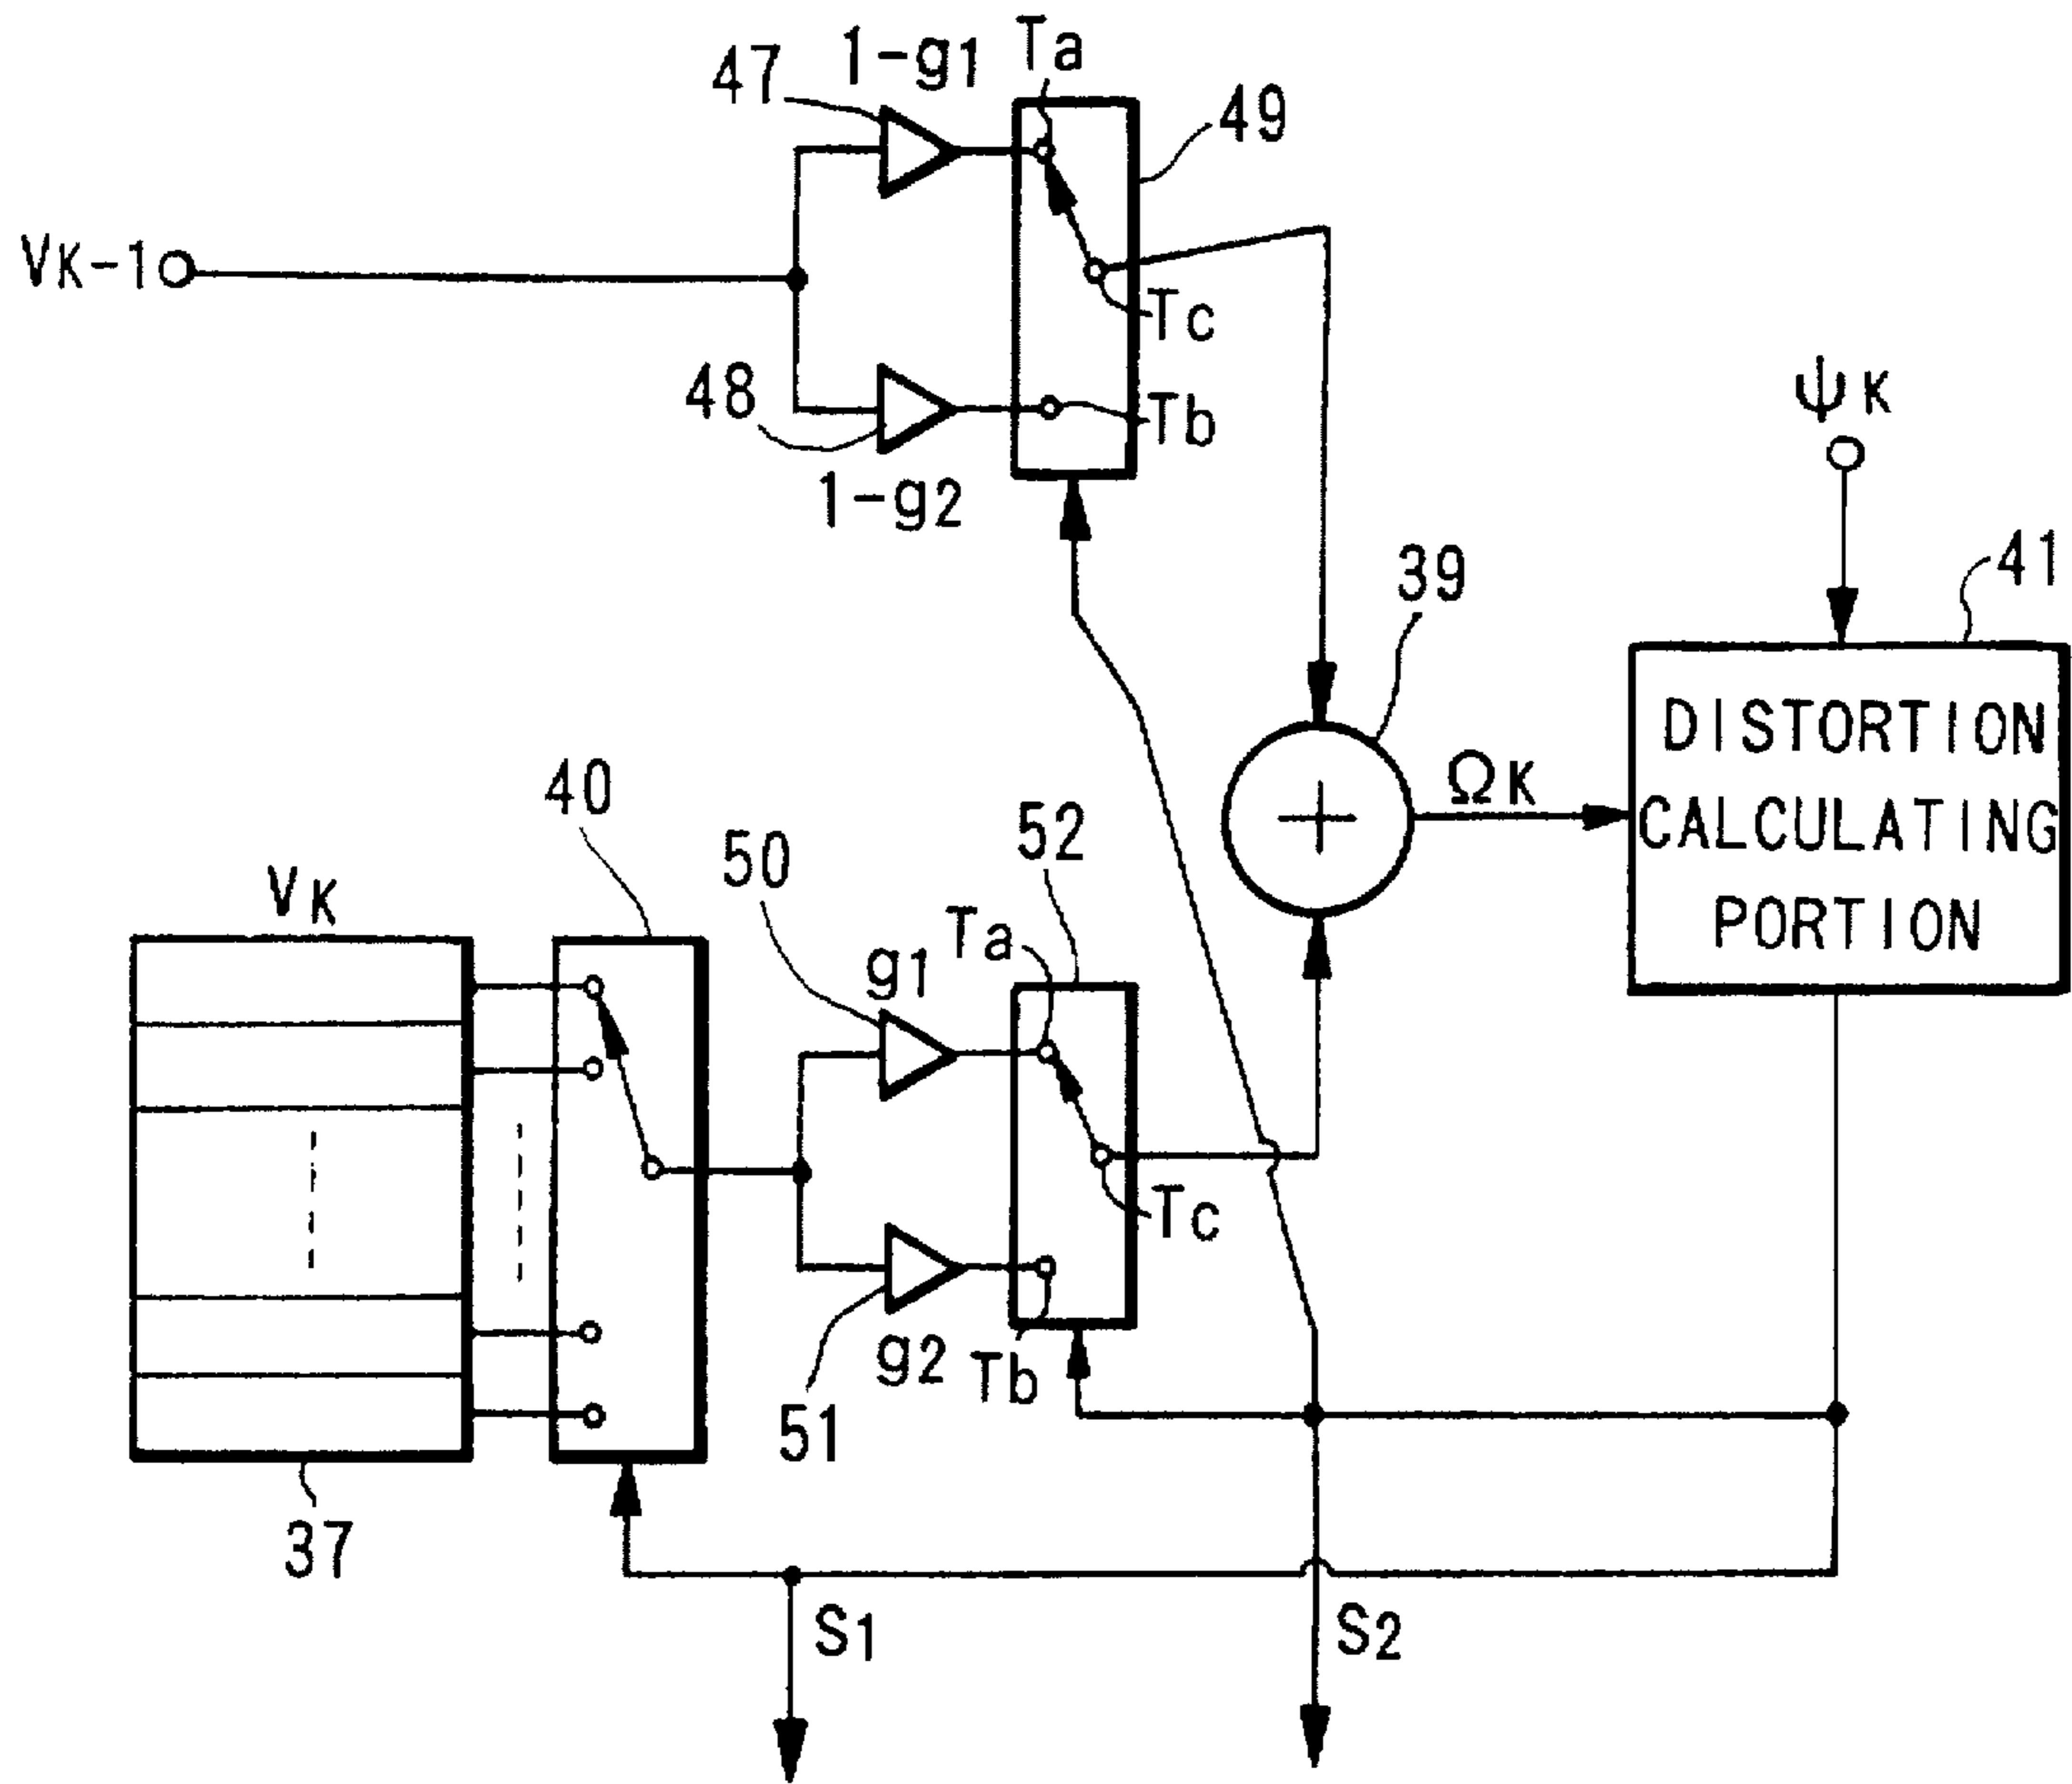 47
1-g1
Ta
49
VK-1
Tc
48
Tb
1-g2
ΨK
39
41
DISTORTION
CALCULATING
PORTION
ΩK
40
50
52
VK
g1
Ta
Tc
g2
Tb
51
37
S1
S2